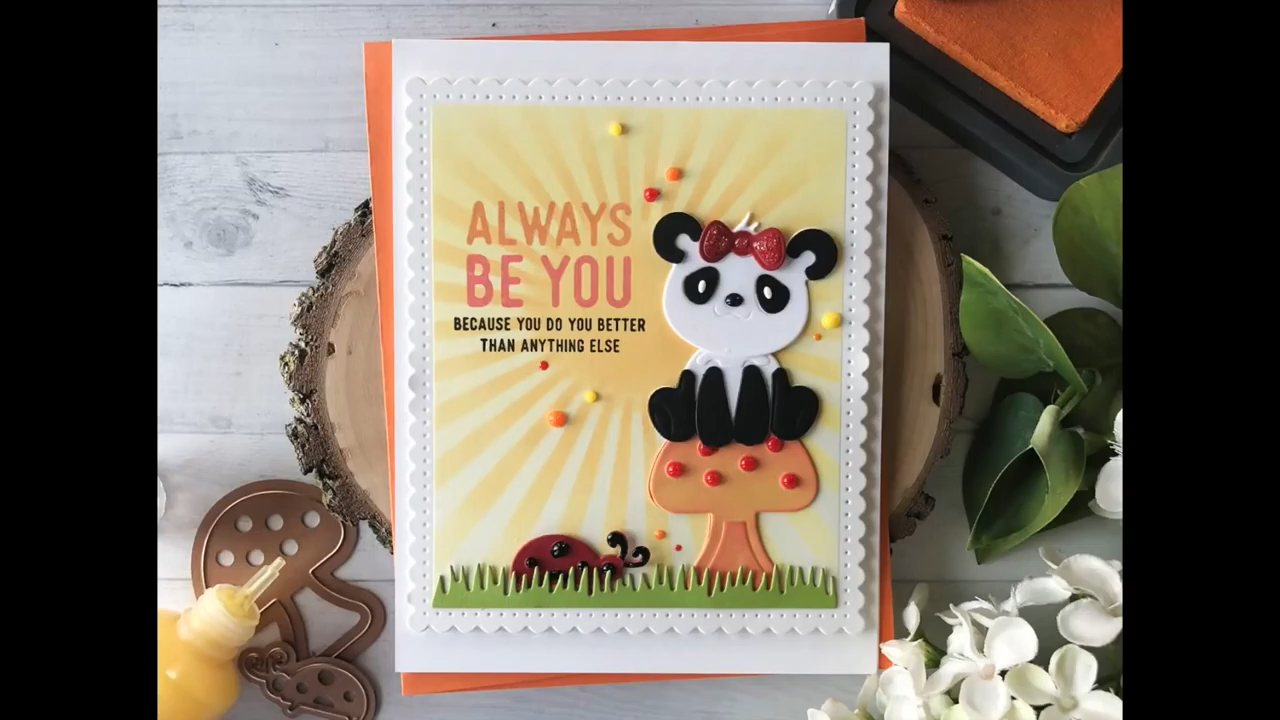 ALWAYS
BE YOU
BECAUSE YOU DO YOU BETTER
THAN ANYTHING ELSE